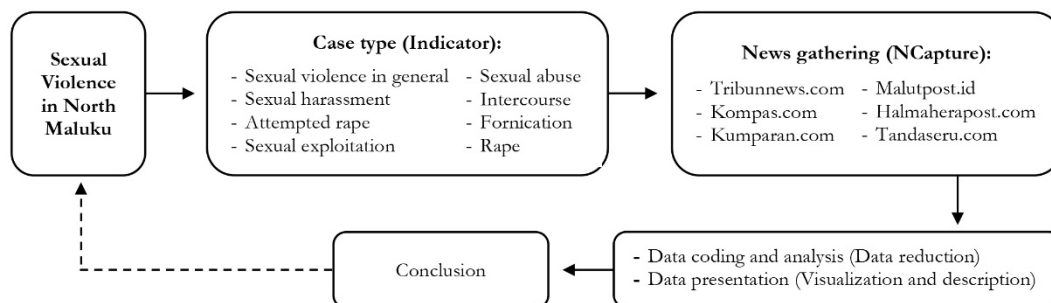 Sexual
Violence
in North
Maluku
Case type (Indicator):
- Sexual violence in general
- Sexual harassment
- Attempted rape
- Sexual exploitation
- Sexual abuse
- Intercourse
- Fornication
- Rape
News gathering (NCapture):
- Tribunnews.com
- Kompas.com
- Kumparan.com
- Malutpost.id
- Halmaherapost.com
- Tandaseru.com
- Data coding and analysis (Data reduction)
- Data presentation (Visualization and description)
Conclusion